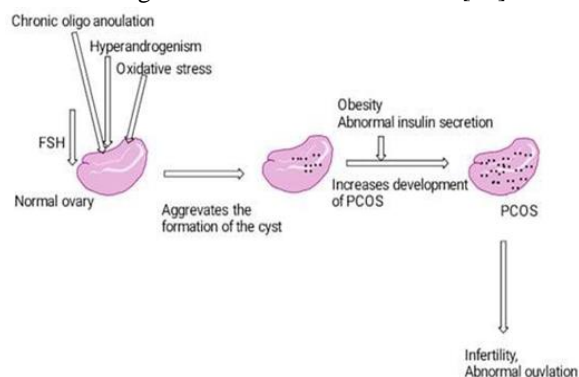 Chronic oligo anoulation
Hyperandrogenism
Oxidative stress
FSH
Normal ovary
Aggrevates the
formation of the cyst
Obesity
Abnormal insulin secretion
Increases development
of PCOS
PCOS
Infertility,
Abnormal ouylation